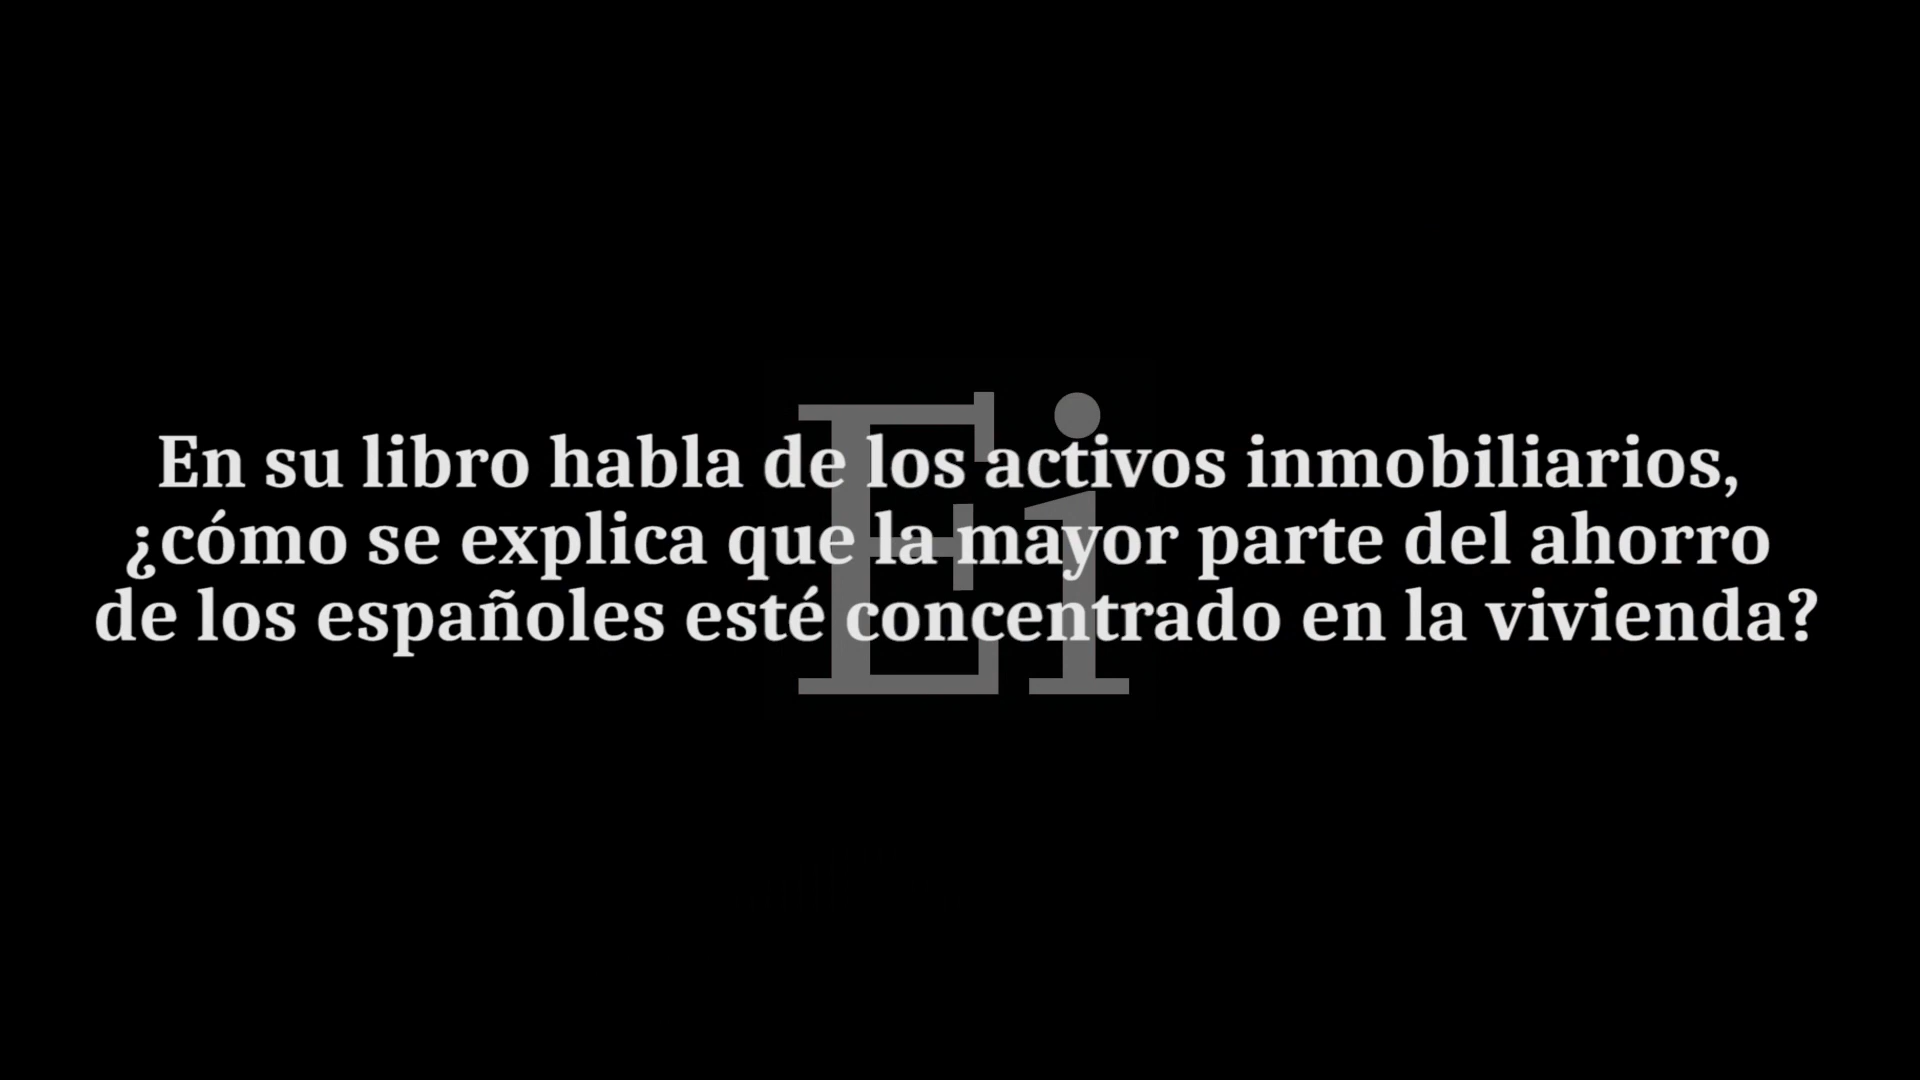 Ei
En su libro habla de los activos inmobiliarios,
¿cómo se explica que la mayor parte del ahorro
de los españoles esté concentrado en la vivienda?